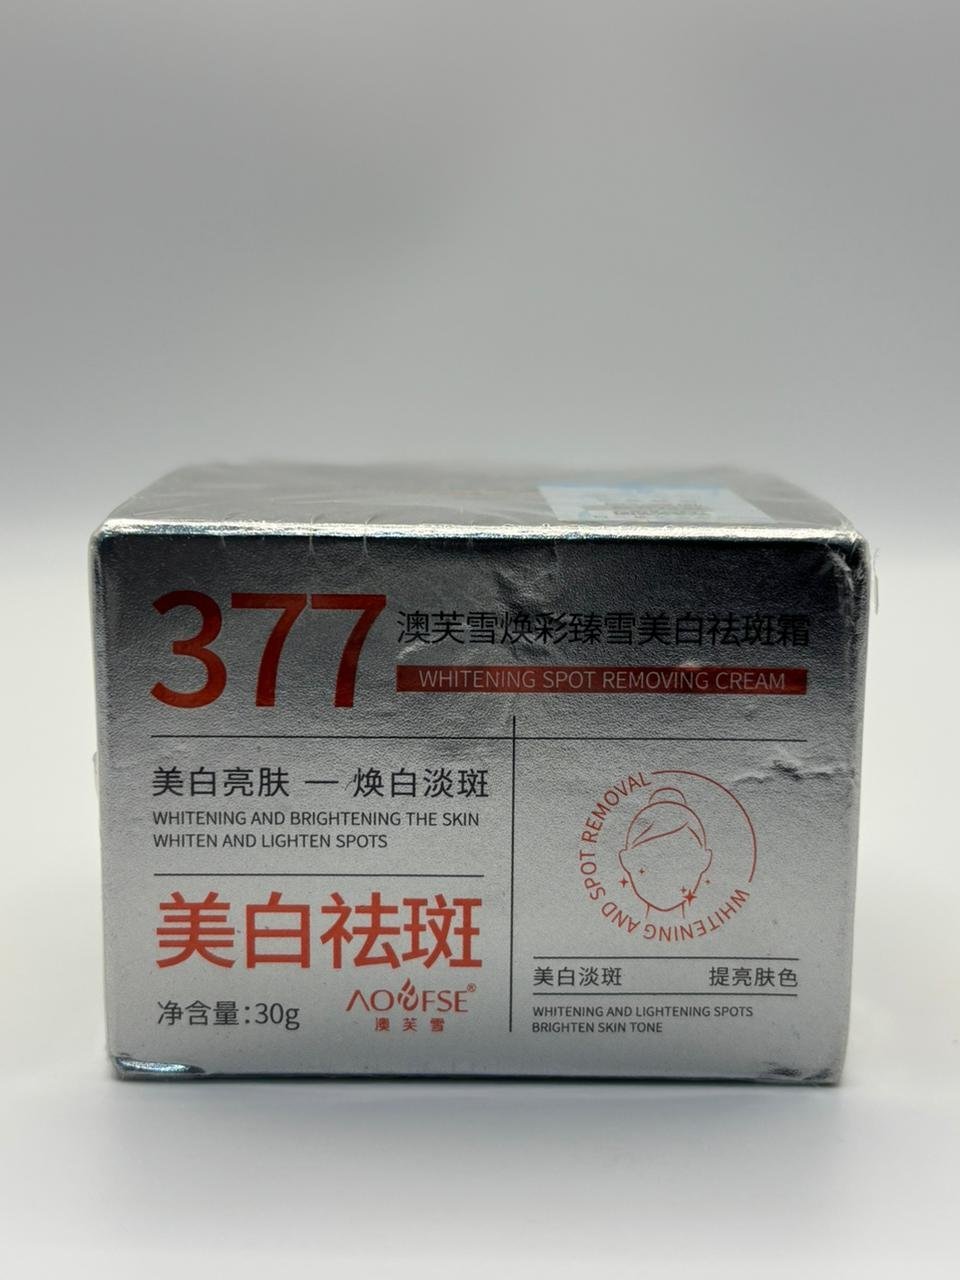 377
澳芙雪焕彩臻雪美白祛斑霜
WHITENING SPOT REMOVING CREAM
美白亮肤 — 焕白淡斑
WHITENING AND BRIGHTENING THE SKIN
WHITEN AND LIGHTEN SPOTS
美白祛斑
净含量：30g
AOFSE®
澳芙雪
WHITENING AND SPOT REMOVAL
美白淡斑 提亮肤色
WHITENING AND LIGHTENING SPOTS
BRIGHTEN SKIN TONE